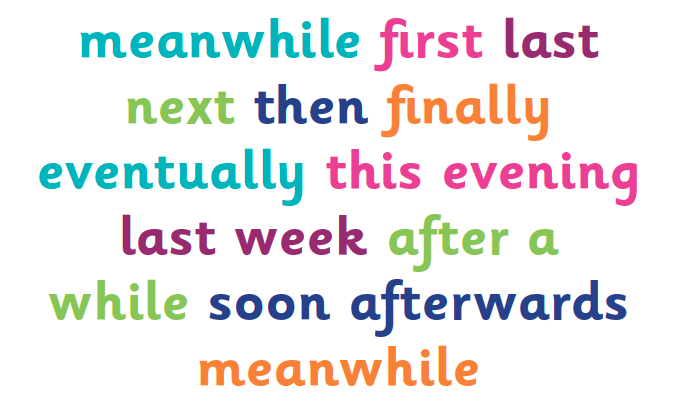 meanwhile first last
next then finally
eventually this evening
last week after a
while soon afterwards
meanwhile